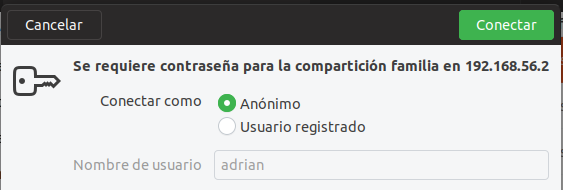 Cancelar
Conectar
Se requiere contraseña para la compartición familia en 192.168.56.2
Conectar como
Anónimo
Usuario registrado
Nombre de usuario
adrian